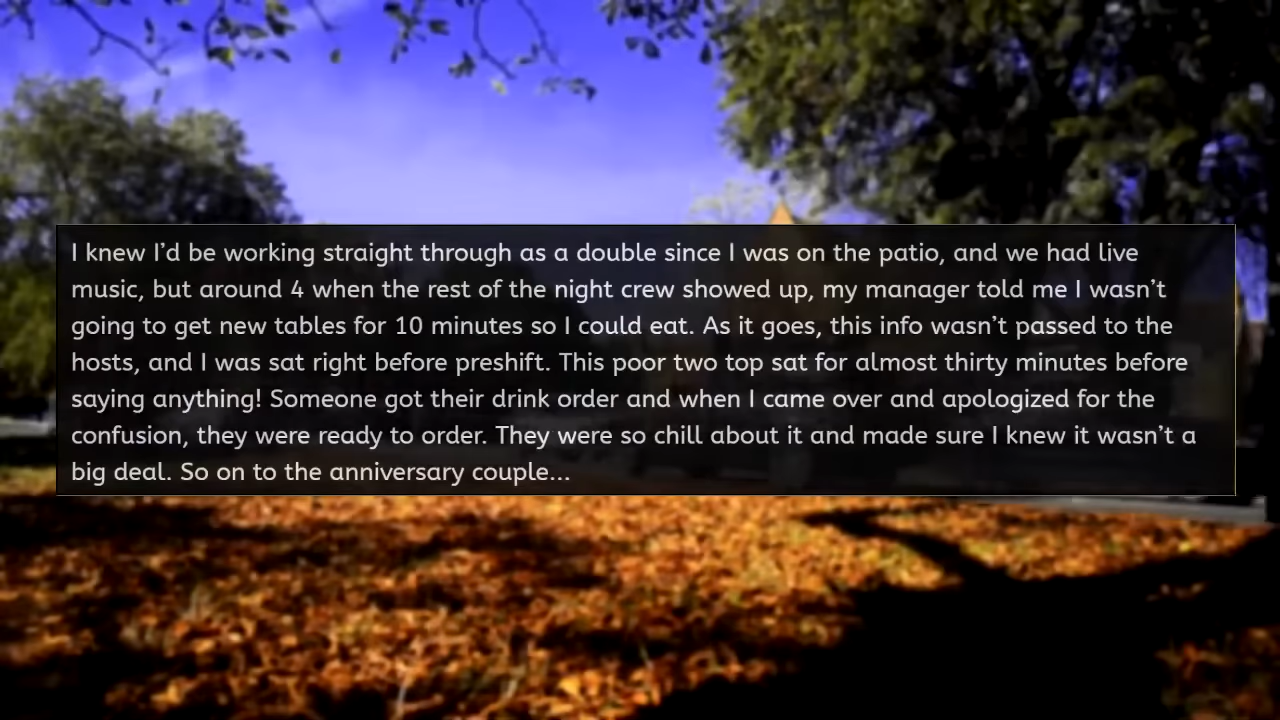 I knew I’d be working straight through as a double since I was on the patio, and we had live
music, but around 4 when the rest of the night crew showed up, my manager told me I wasn’t
going to get new tables for 10 minutes so I could eat. As it goes, this info wasn’t passed to the
hosts, and I was sat right before preshift. This poor two top sat for almost thirty minutes before
saying anything! Someone got their drink order and when I came over and apologized for the
confusion, they were ready to order. They were so chill about it and made sure I knew it wasn’t a
big deal. So on to the anniversary couple...